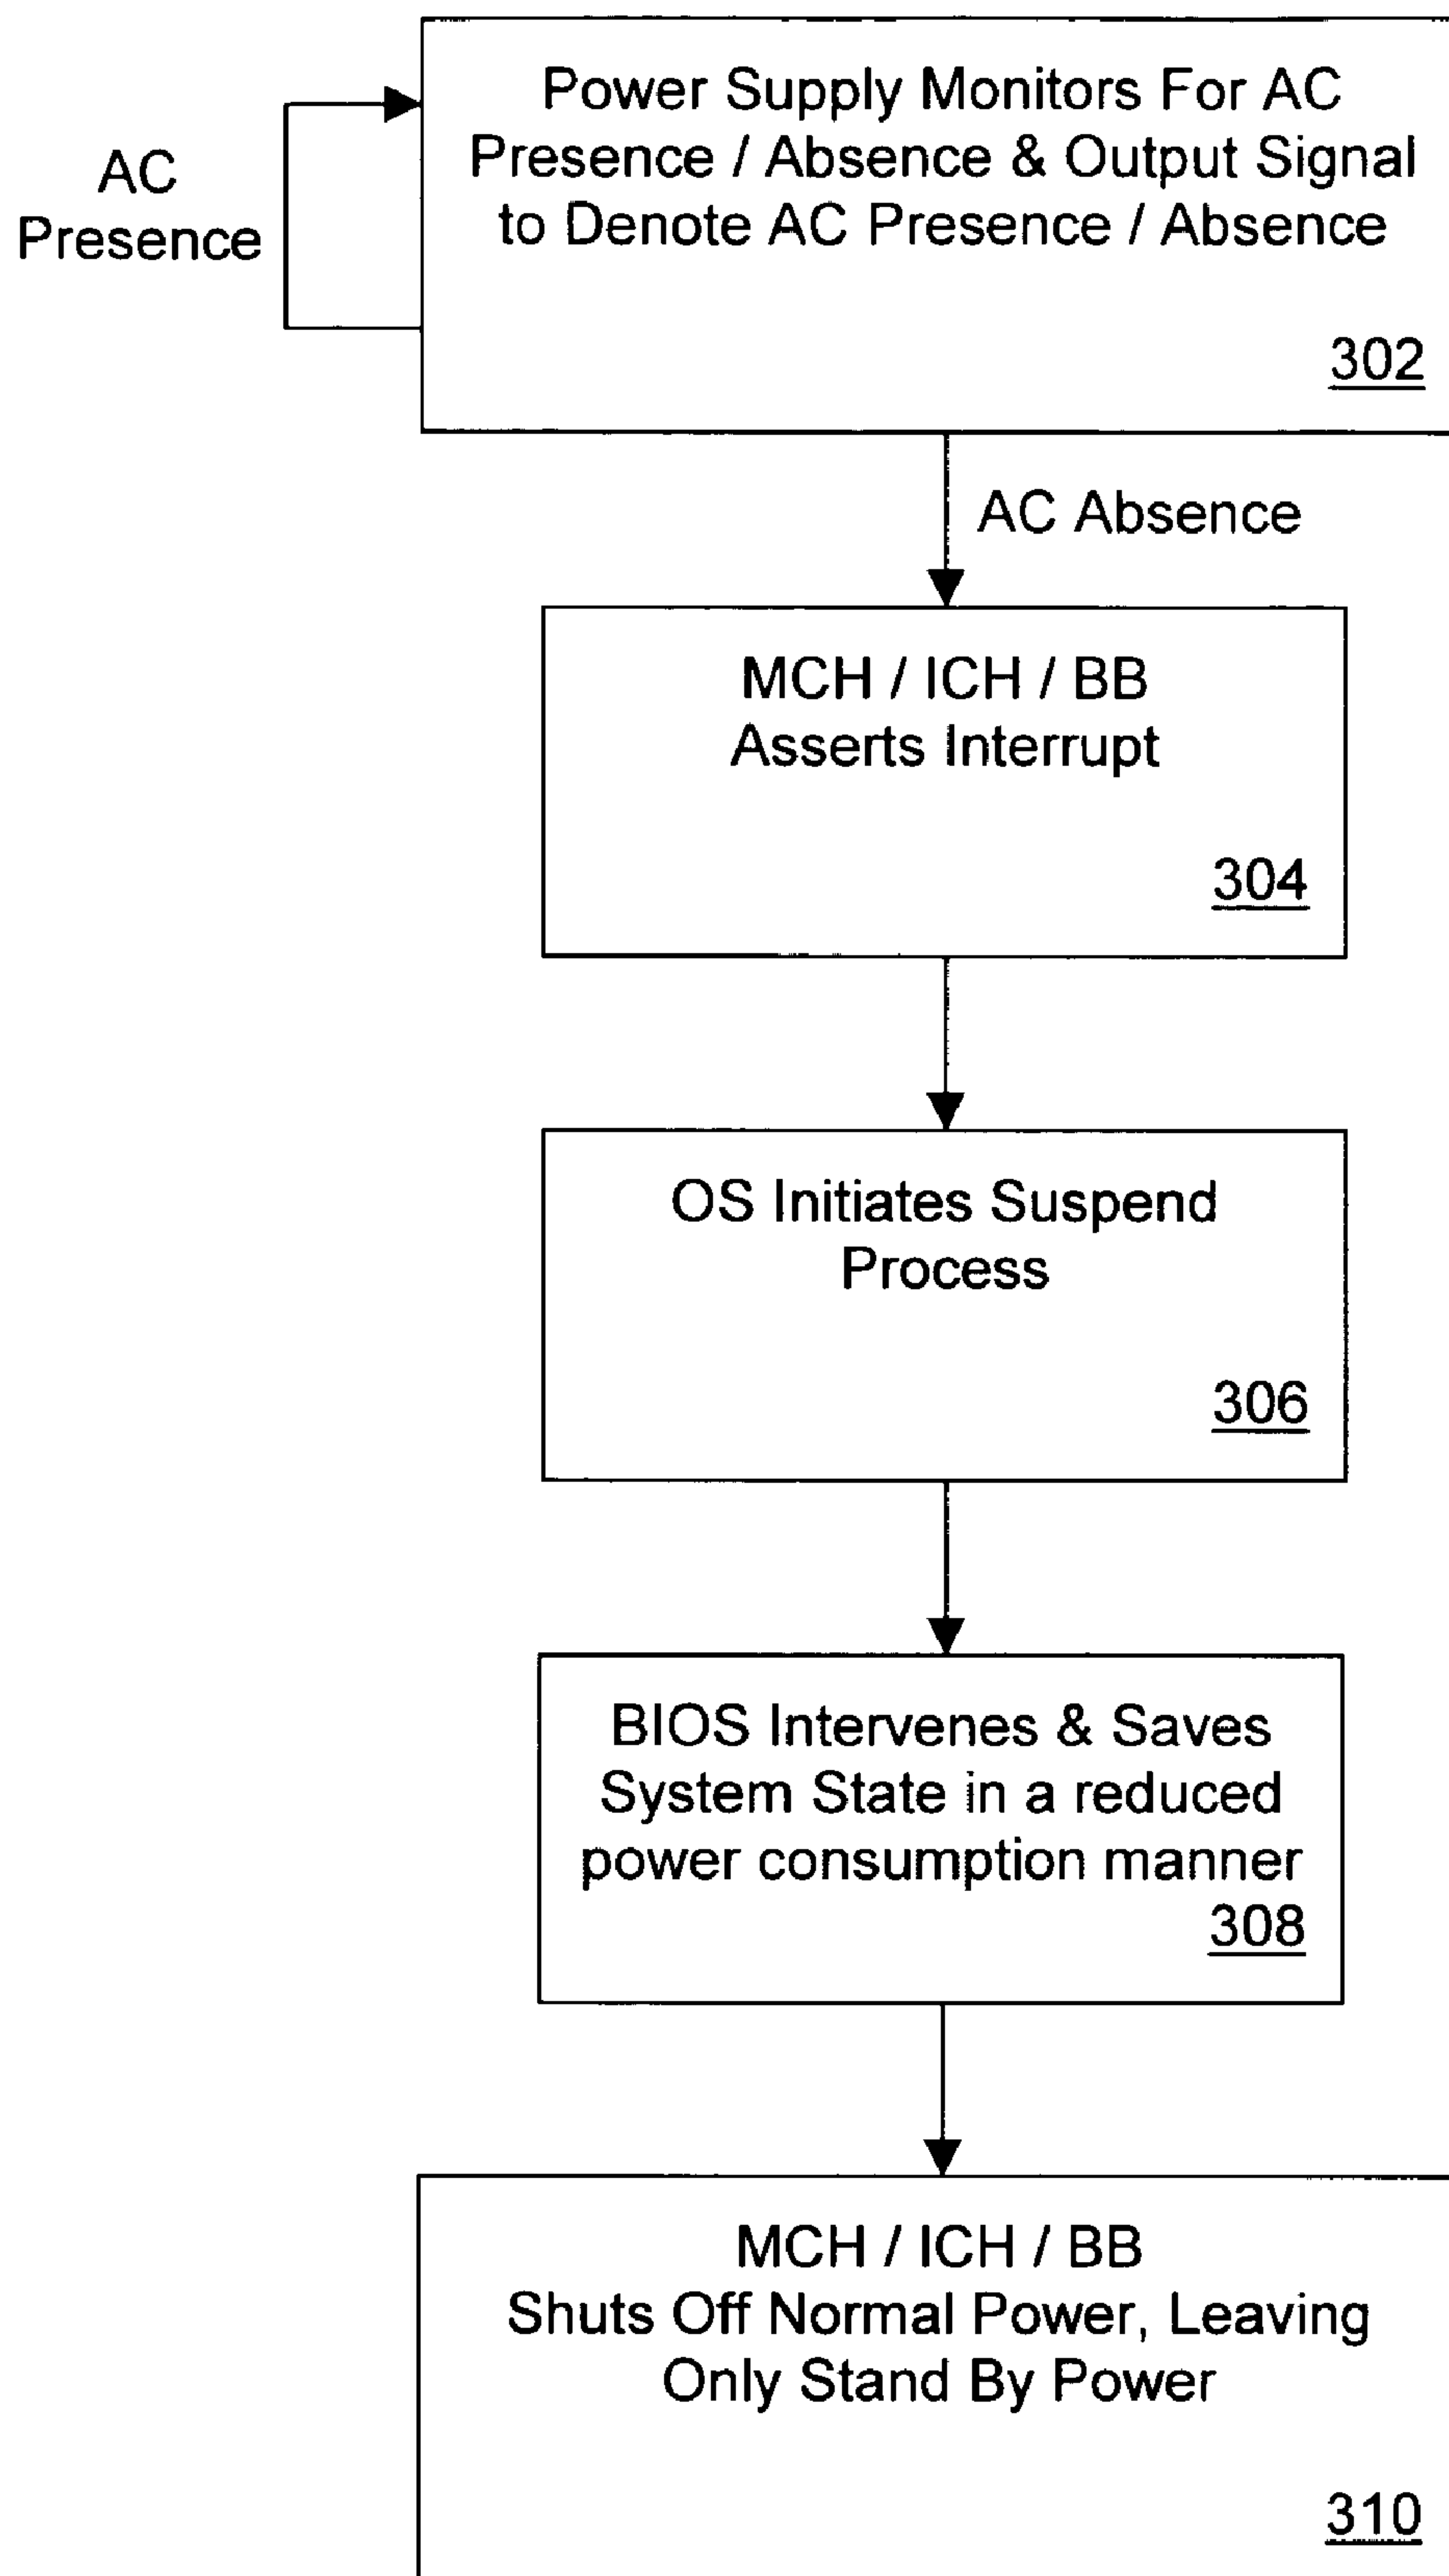 Power Supply Monitors For AC
Presence / Absence & Output Signal
to Denote AC Presence / Absence
302
AC
Presence
AC Absence
MCH / ICH / BB
Asserts Interrupt
304
OS Initiates Suspend
Process
306
BIOS Intervenes & Saves
System State in a reduced
power consumption manner
308
MCH / ICH / BB
Shuts Off Normal Power, Leaving
Only Stand By Power
310